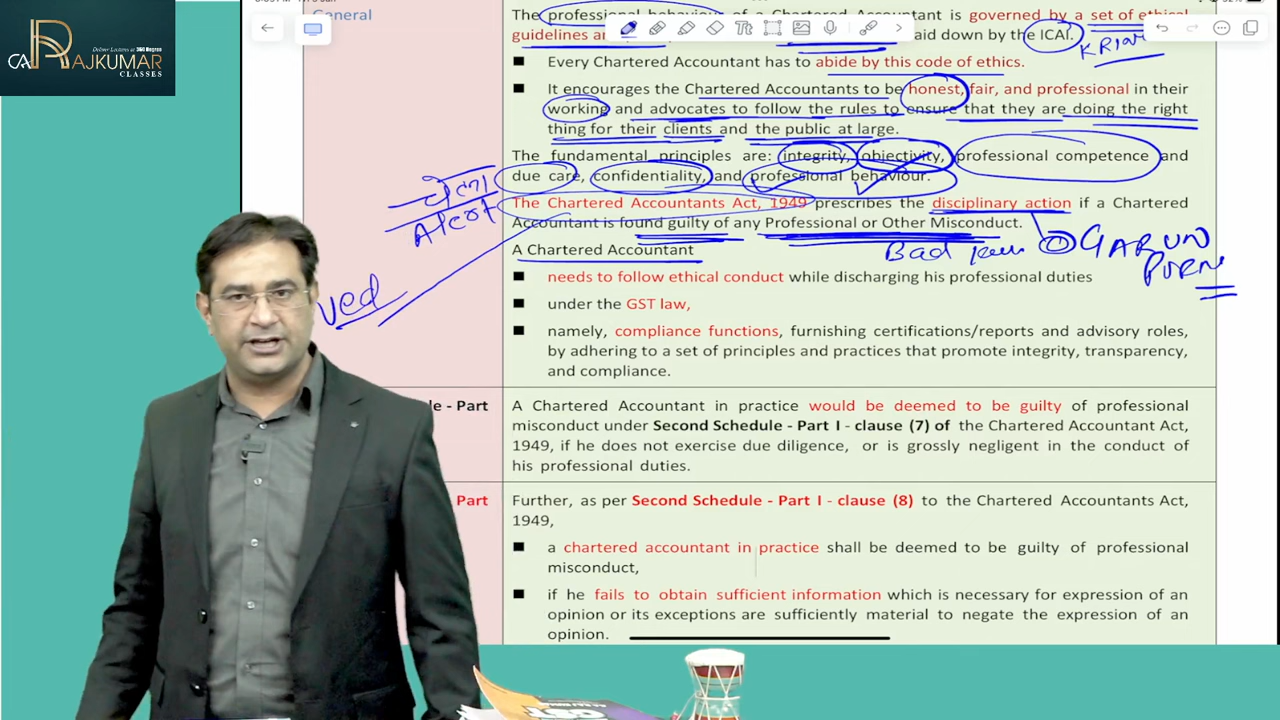 General
The professional behaviour of a Chartered Accountant is governed by a set of ethical
guidelines an
aid down by the ICAI.
■ Every Chartered Accountant has to abide by this code of ethics.
■ It encourages the Chartered Accountants to be honest, fair, and professional in their
working and advocates to follow the rules to ensure that they are doing the right
thing for their clients and the public at large.
The fundamental principles are: integrity, objectivity, professional competence and
due care, confidentiality, and professional behaviour.
The Chartered Accountants Act, 1949 prescribes the disciplinary action if a Chartered
Accountant is found guilty of any Professional or Other Misconduct.
A Chartered Accountant
■ needs to follow ethical conduct while discharging his professional duties
■ under the GST law,
■ namely, compliance functions, furnishing certifications/reports and advisory roles,
by adhering to a set of principles and practices that promote integrity, transparency,
and compliance.
Alert
Ved
Bad
GARUN
PURN
Deliver Lectures at 360 Degree
CA RAJKUMAR
CLASSES
le - Part
A Chartered Accountant in practice would be deemed to be guilty of professional
misconduct under Second Schedule - Part I - clause (7) of the Chartered Accountant Act,
1949, if he does not exercise due diligence, or is grossly negligent in the conduct of
his professional duties.
Part
Further, as per Second Schedule - Part I - clause (8) to the Chartered Accountants Act,
1949,
■ a chartered accountant in practice shall be deemed to be guilty of professional
misconduct,
■ if he fails to obtain sufficient information which is necessary for expression of an
opinion or its exceptions are sufficiently material to negate the expression of an
opinion.